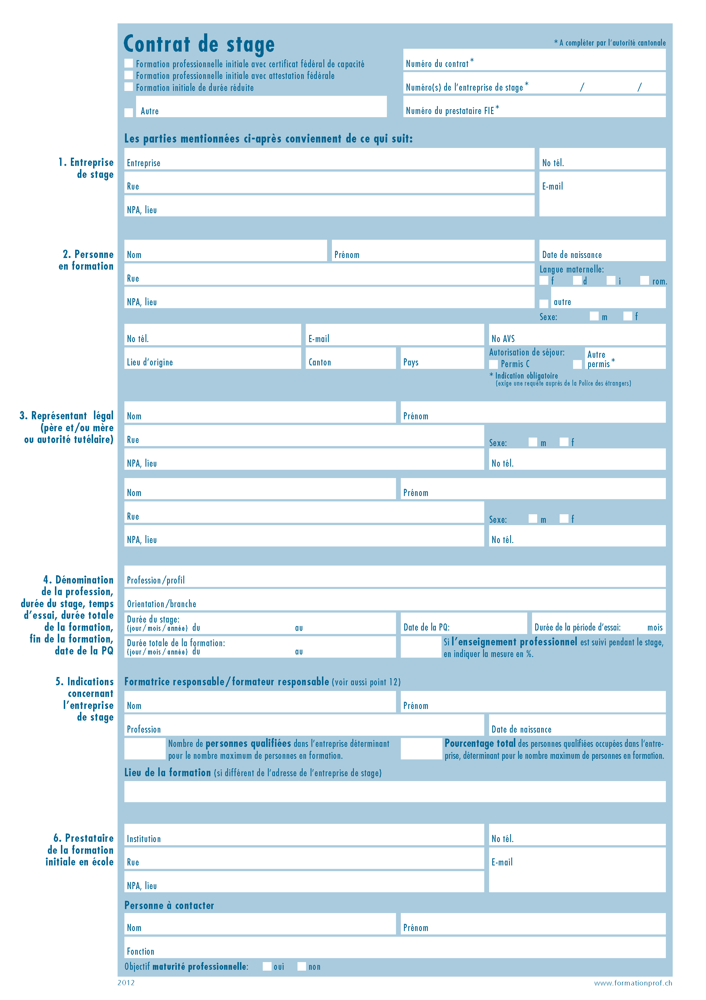 Contrat de stage
* A compléter par l'autorité cantonale
Formation professionnelle initiale avec certificat fédéral de capacité
Formation professionnelle initiale avec attestation fédérale
Formation initiale de durée réduite
Autre
Numéro du contrat *
Numéro(s) de l'entreprise de stage * / /
Numéro du prestataire FIE *
Les parties mentionnées ci-après conviennent de ce qui suit:
1. Entreprise
de stage
Entreprise
No tél.
Rue
E-mail
NPA, lieu
2. Personne
en formation
Nom
Prénom
Date de naissance
Rue
Langue maternelle:
f d i rom.
NPA, lieu
autre
Sexe: m f
No tél.
E-mail
No AVS
Lieu d'origine
Canton
Pays
Autorisation de séjour:
Permis C
Autre
permis *
* Indication obligatoire
(exige une requête auprès de la Police des étrangers)
3. Représentant légal
(père et/ou mère
ou autorité tutélaire)
Nom
Prénom
Rue
Sexe: m f
NPA, lieu
No tél.
Nom
Prénom
Rue
Sexe: m f
NPA, lieu
No tél.
4. Dénomination
de la profession,
durée du stage, temps
d'essai, durée totale
de la formation,
fin de la formation,
date de la PQ
Profession/profil
Orientation/branche
Durée du stage:
(jour/mois/année) du au
Date de la PQ:
Durée de la période d'essai: mois
Durée totale de la formation:
(jour/mois/année) du au
Si l'enseignement professionnel est suivi pendant le stage,
en indiquer la mesure en %.
5. Indications
concernant
l'entreprise
de stage
Formatrice responsable/formateur responsable (voir aussi point 12)
Nom
Prénom
Profession
Date de naissance
Nombre de personnes qualifiées dans l'entreprise déterminant
pour le nombre maximum de personnes en formation.
Pourcentage total des personnes qualifiées occupées dans l'entre-
prise, déterminant pour le nombre maximum de personnes en formation.
Lieu de la formation (si différent de l'adresse de l'entreprise de stage)
6. Prestataire
de la formation
initiale en école
Institution
No tél.
Rue
E-mail
NPA, lieu
Personne à contacter
Nom
Prénom
Fonction
Objectif maturité professionnelle: oui non
2012
www.formationprof.ch